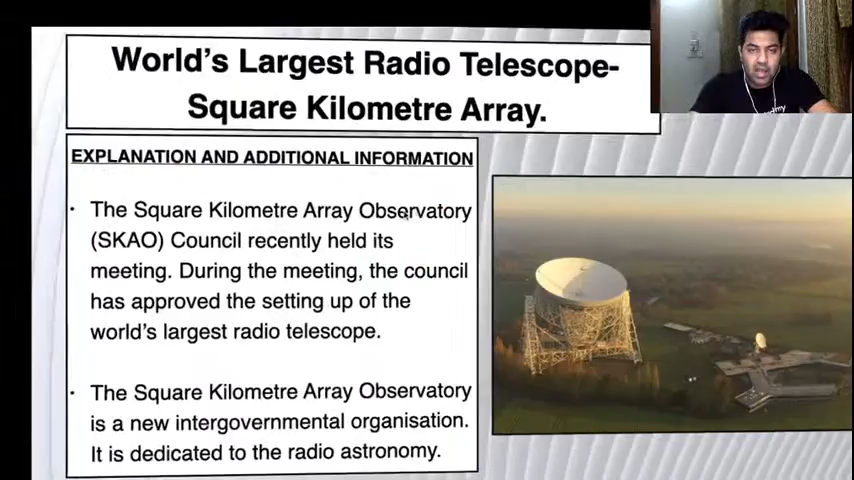 World's Largest Radio Telescope-
Square Kilometre Array.
EXPLANATION AND ADDITIONAL INFORMATION
· The Square Kilometre Array Observatory
(SKAO) Council recently held its
meeting. During the meeting, the council
has approved the setting up of the
world's largest radio telescope.
· The Square Kilometre Array Observatory
is a new intergovernmental organisation.
It is dedicated to the radio astronomy.